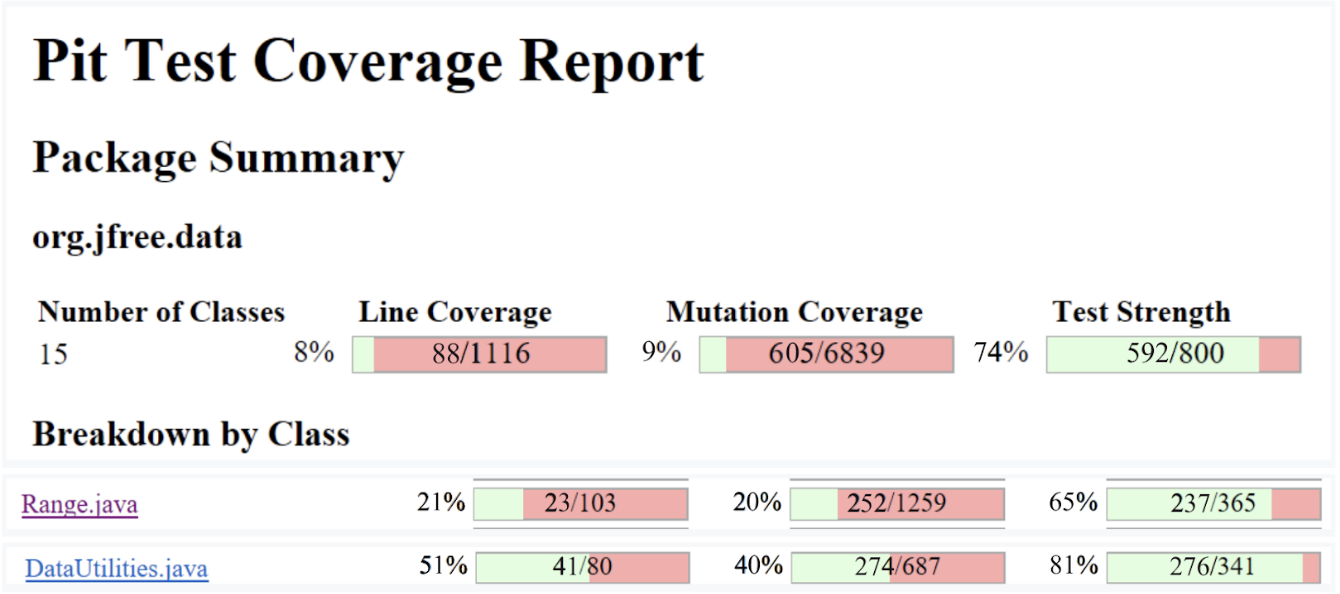 Pit Test Coverage Report
Package Summary
org.jfree.data
Number of Classes Line Coverage Mutation Coverage Test Strength
15 8% 88/1116 9% 605/6839 74% 592/800
Breakdown by Class
Range.java 21% 23/103 20% 252/1259 65% 237/365
DataUtilities.java 51% 41/80 40% 274/687 81% 276/341